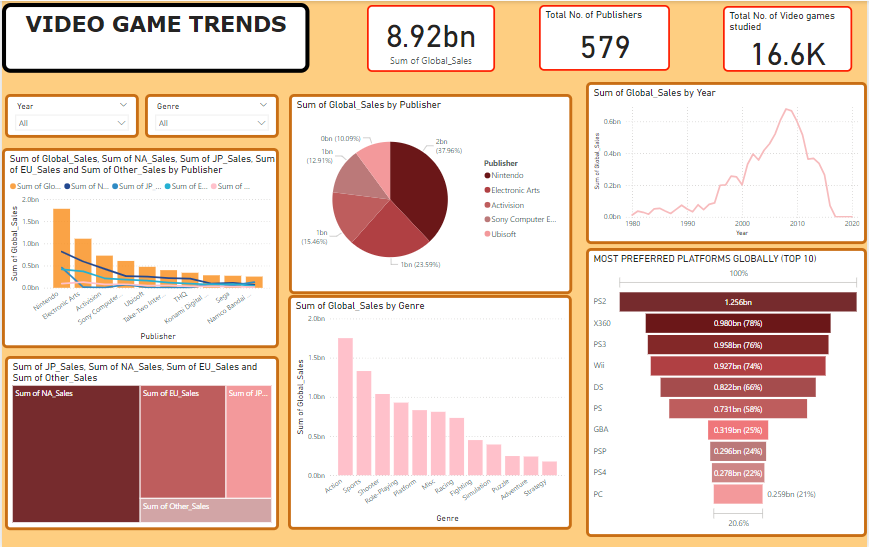 VIDEO GAME TRENDS
8.92bn
Sum of Global_Sales
Total No. of Publishers
579
Total No. of Video games
studied
16.6K
Year
All
Genre
All
Sum of Global_Sales, Sum of NA_Sales, Sum of JP_Sales, Sum
of EU_Sales and Sum of Other_Sales by Publisher
Sum of Glo...
Sum of N...
Sum of JP_...
Sum of E...
Sum of ...
2.0bn
1.5bn
1.0bn
0.5bn
0.0bn
Sum of Global_Sales
Nintendo
Electronic Arts
Activision
Sony Computer...
Ubisoft
Take-Two Inter...
THQ
Konami Digital...
Sega
Namco Bandai...
Publisher
Sum of JP_Sales, Sum of NA_Sales, Sum of EU_Sales and
Sum of Other_Sales
Sum of NA_Sales
Sum of EU_Sales
Sum of JP...
Sum of Other_Sales
Sum of Global_Sales by Publisher
0bn (10.09%)
1bn
(12.91%)
1bn
(15.46%)
2bn
(37.96%)
1bn (23.59%)
Publisher
Nintendo
Electronic Arts
Activision
Sony Computer E...
Ubisoft
Sum of Global_Sales by Genre
2.0bn
1.5bn
1.0bn
0.5bn
0.0bn
Sum of Global_Sales
Action
Sports
Shooter
Role-Playing
Platform
Misc
Racing
Fighting
Simulation
Puzzle
Adventure
Strategy
Genre
Sum of Global_Sales by Year
0.6bn
0.4bn
0.2bn
0.0bn
Sum of Global_Sales
1980
1990
2000
2010
2020
Year
MOST PREFERRED PLATFORMS GLOBALLY (TOP 10)
100%
PS2 1.256bn
X360 0.980bn (78%)
PS3 0.958bn (76%)
Wii 0.927bn (74%)
DS 0.822bn (66%)
PS 0.731bn (58%)
GBA 0.319bn (25%)
PSP 0.296bn (24%)
PS4 0.278bn (22%)
PC 0.259bn (21%)
20.6%